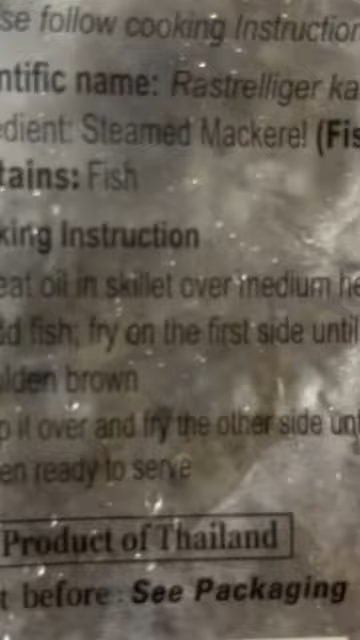 se follow cooking Instruction
ntific name: Rastrelliger ka
edient: Steamed Mackerel (Fis
tains: Fish
king Instruction
eat oil in skillet over medium he
dd fish; fry on the first side until
olden brown
p it over and fry the other side unt
en ready to serve
Product of Thailand
t before : See Packaging